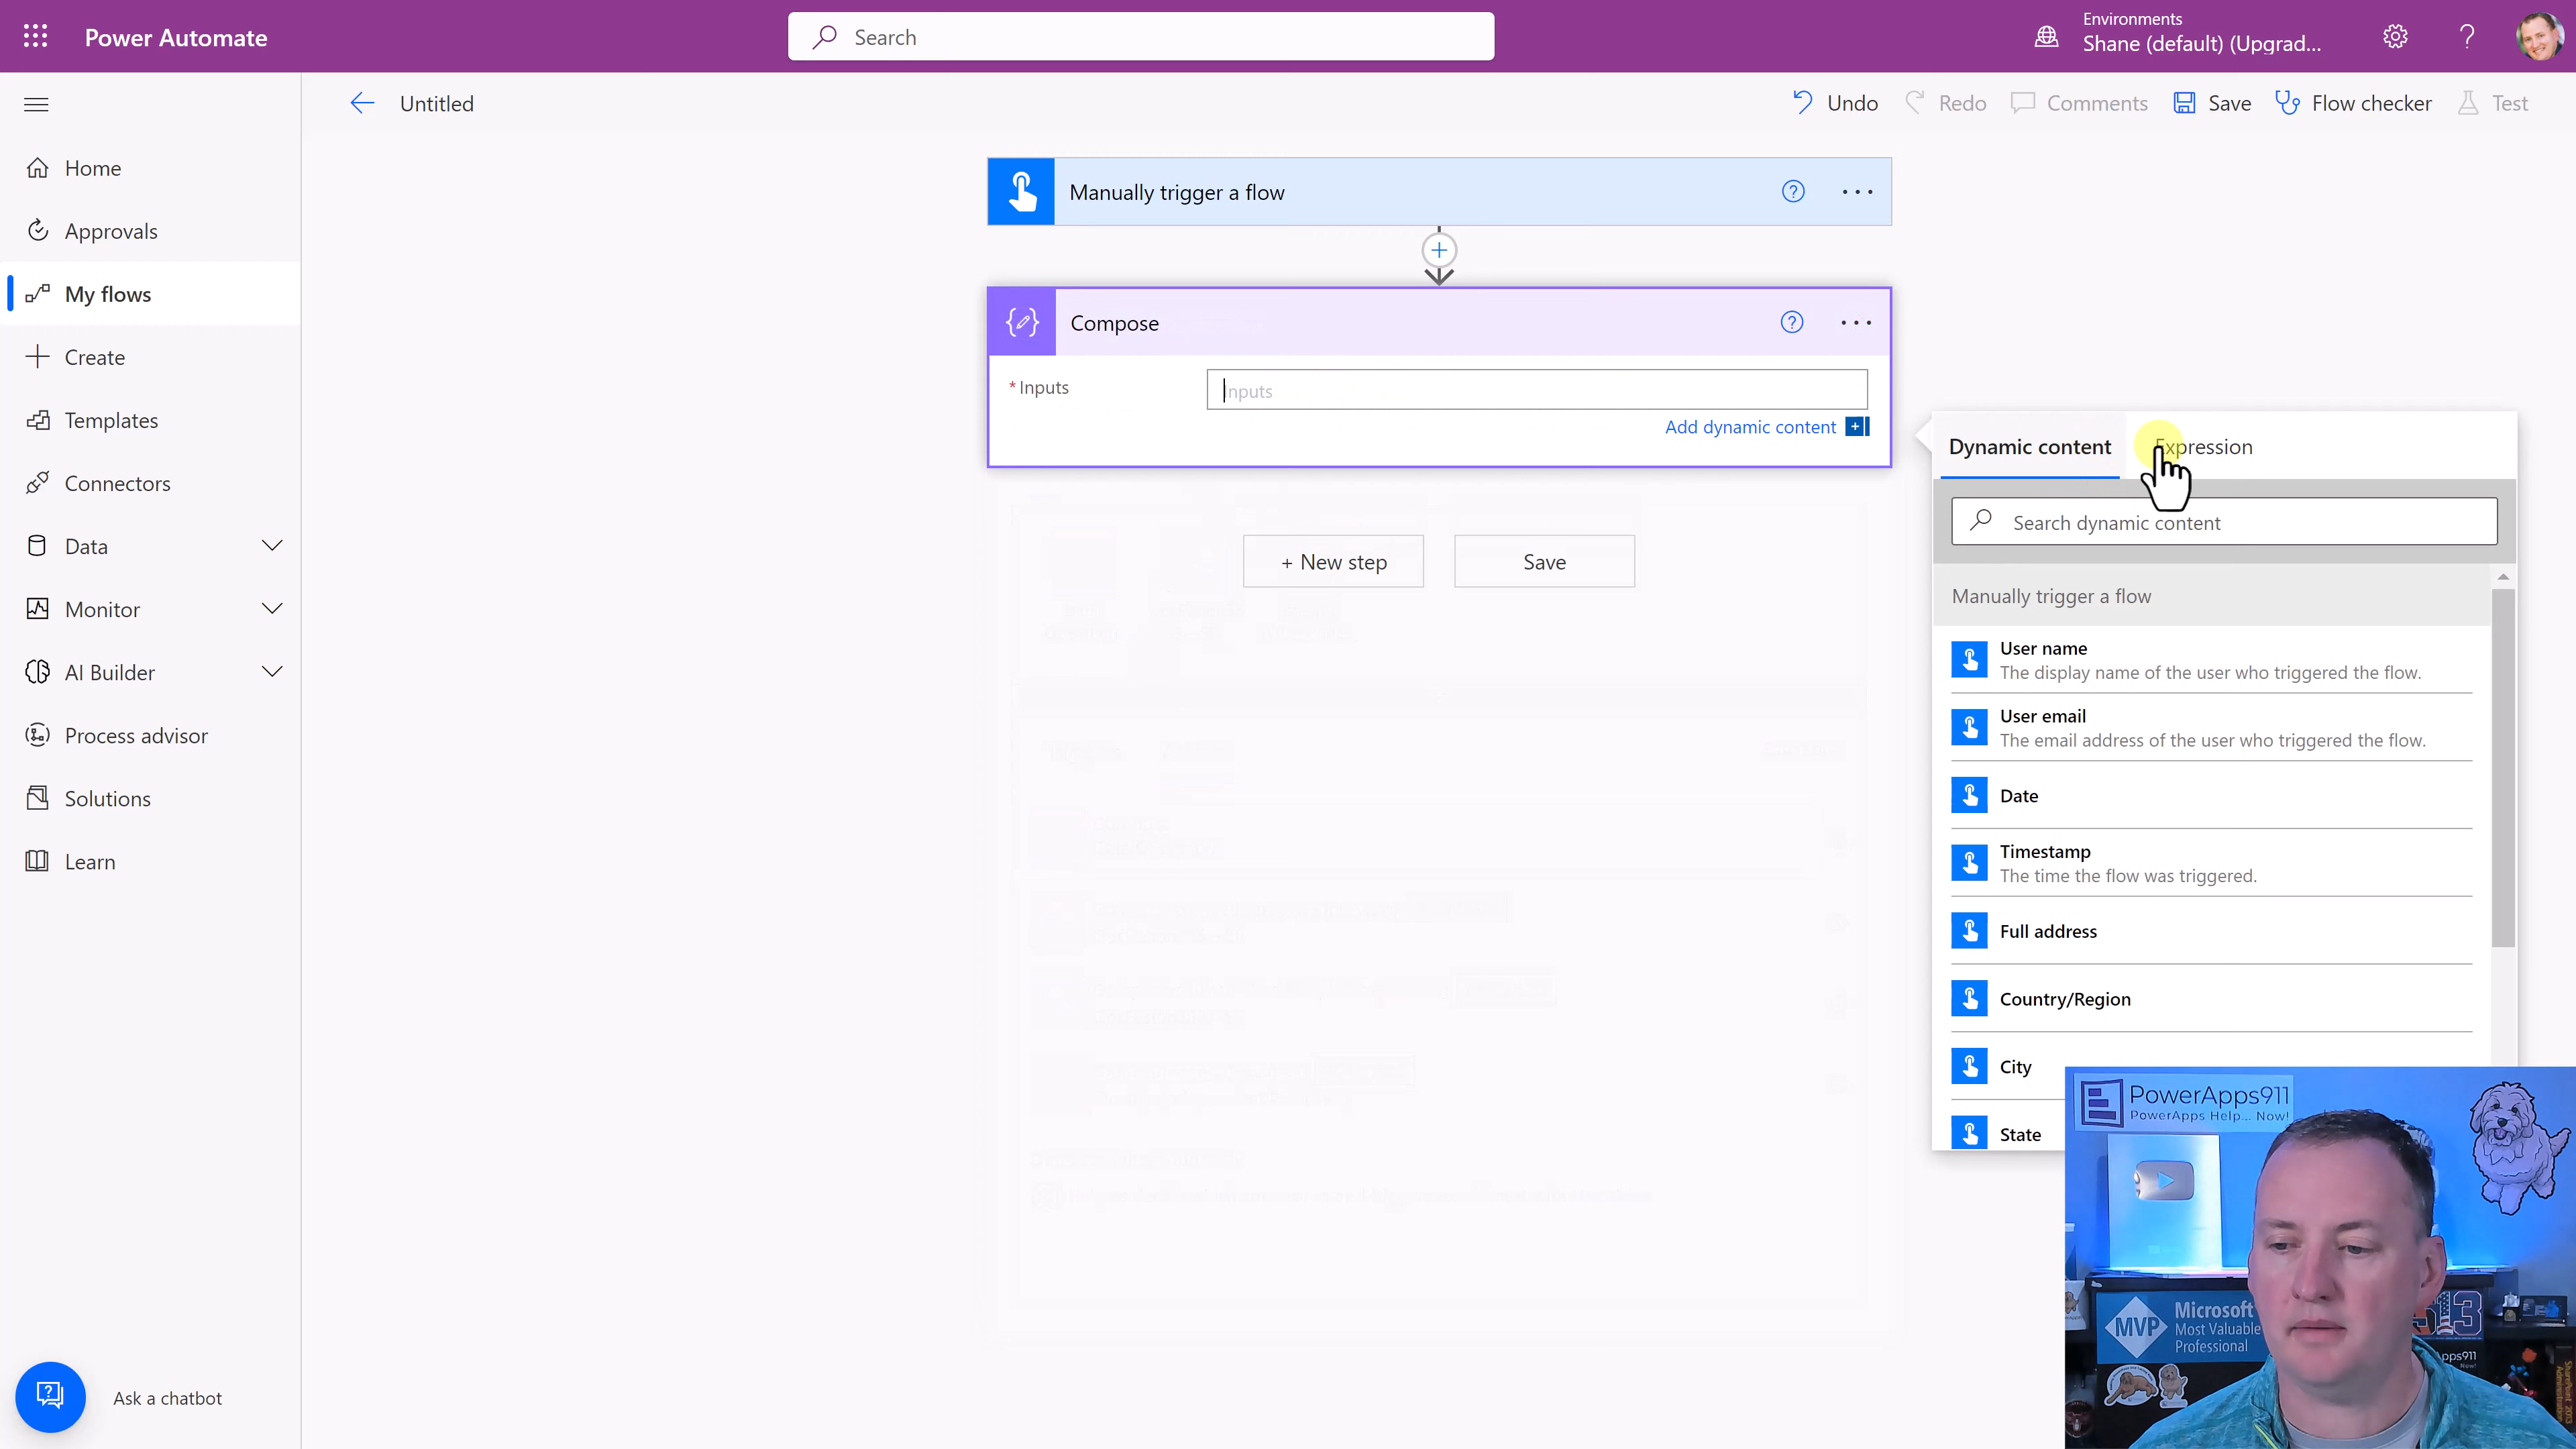 Power Automate
Search
Environments
Shane (default) (Upgrad...
Untitled
Undo
Redo
Comments
Save
Flow checker
Test
Home
Approvals
My flows
Create
Templates
Connectors
Data
Monitor
AI Builder
Process advisor
Solutions
Learn
Ask a chatbot
Manually trigger a flow
Compose
* Inputs
Inputs
Add dynamic content
+ New step
Save
Dynamic content
Expression
Search dynamic content
Manually trigger a flow
User name
The display name of the user who triggered the flow.
User email
The email address of the user who triggered the flow.
Date
Timestamp
The time the flow was triggered.
Full address
Country/Region
City
State
PowerApps911
PowerApps Help... Now!
MVP
Microsoft
Most Valuable
Professional